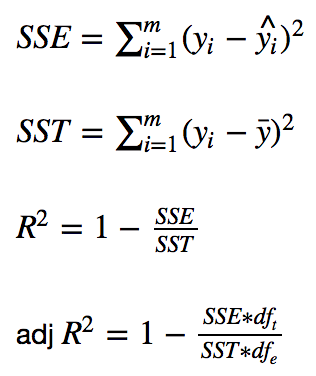 SSE = ∑ᵢ₌₁ᵐ (yᵢ − ŷᵢ)²
SST = ∑ᵢ₌₁ᵐ (yᵢ − ȳ)²
R² = 1 − SSE/SST
adj R² = 1 − SSE∗dfₜ/SST∗dfₑ